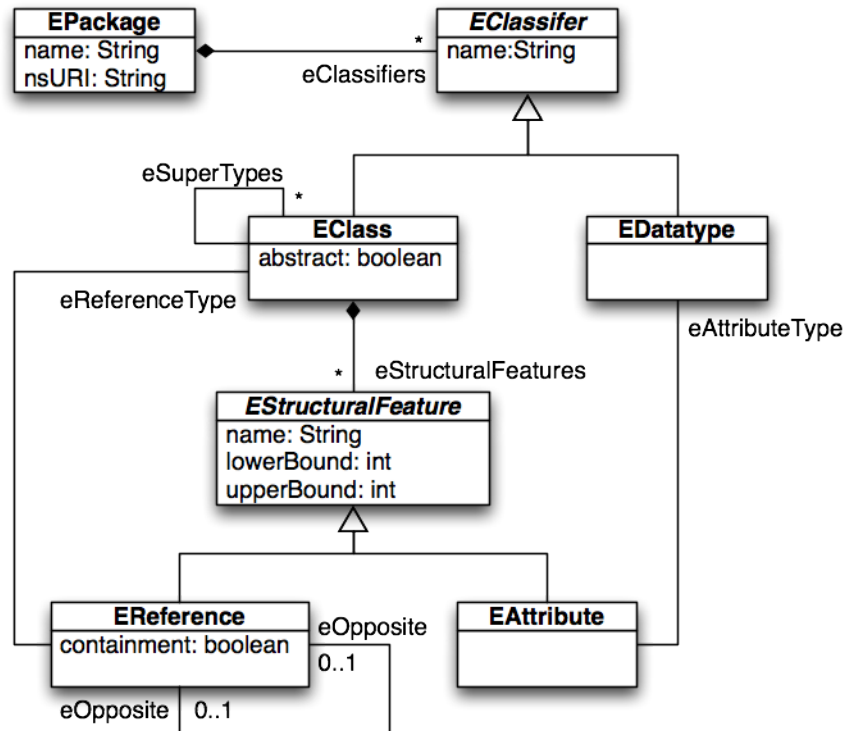 EPackage
name: String
nsURI: String
EClassifer
name:String
*
eClassifiers
eSuperTypes
*
EClass
abstract: boolean
EDatatype
eReferenceType
eAttributeType
*
eStructuralFeatures
EStructuralFeature
name: String
lowerBound: int
upperBound: int
EReference
containment: boolean
eOpposite
0..1
EAttribute
eOpposite
0..1